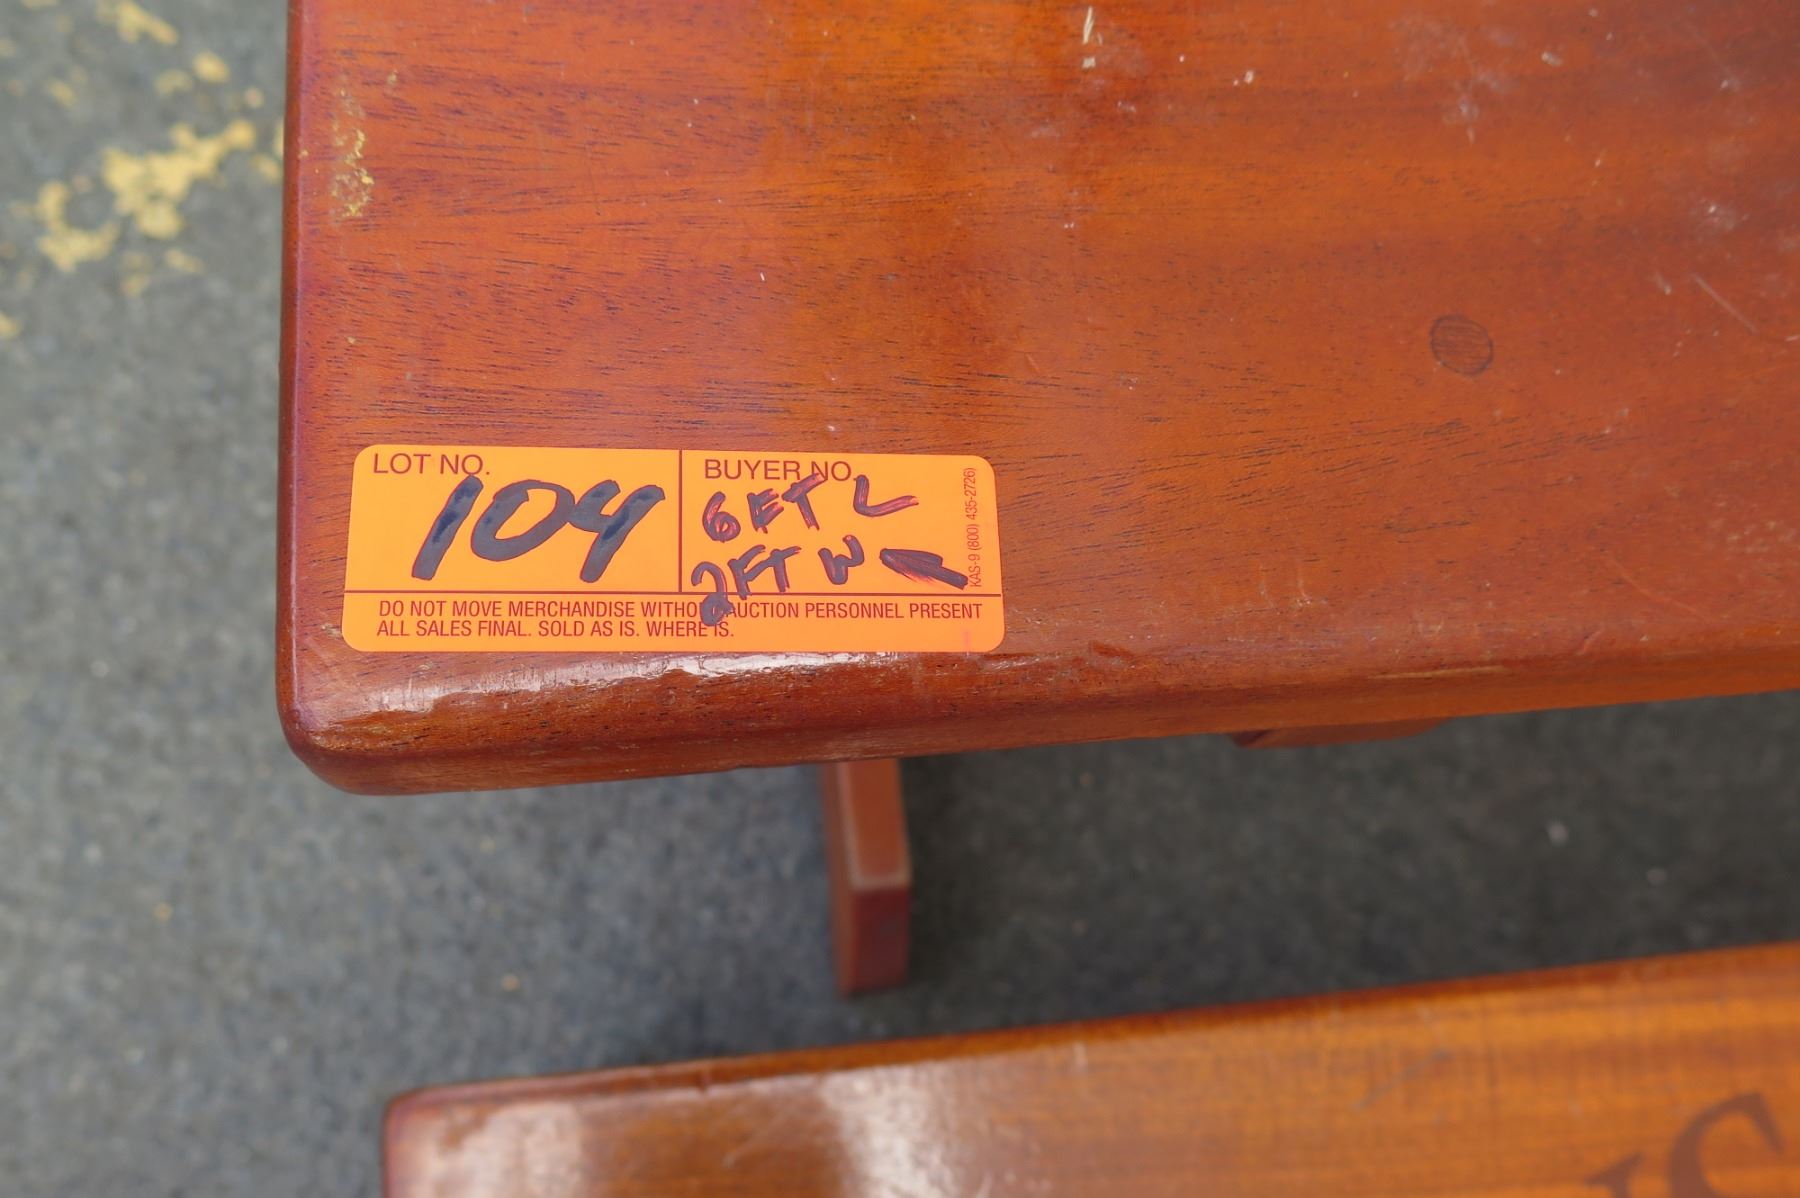 LOT NO.
104
BUYER NO.
6FT L
2FT W
KAS-9 (800) 435-2726)
DO NOT MOVE MERCHANDISE WITHOUT AUCTION PERSONNEL PRESENT
ALL SALES FINAL. SOLD AS IS. WHERE IS.